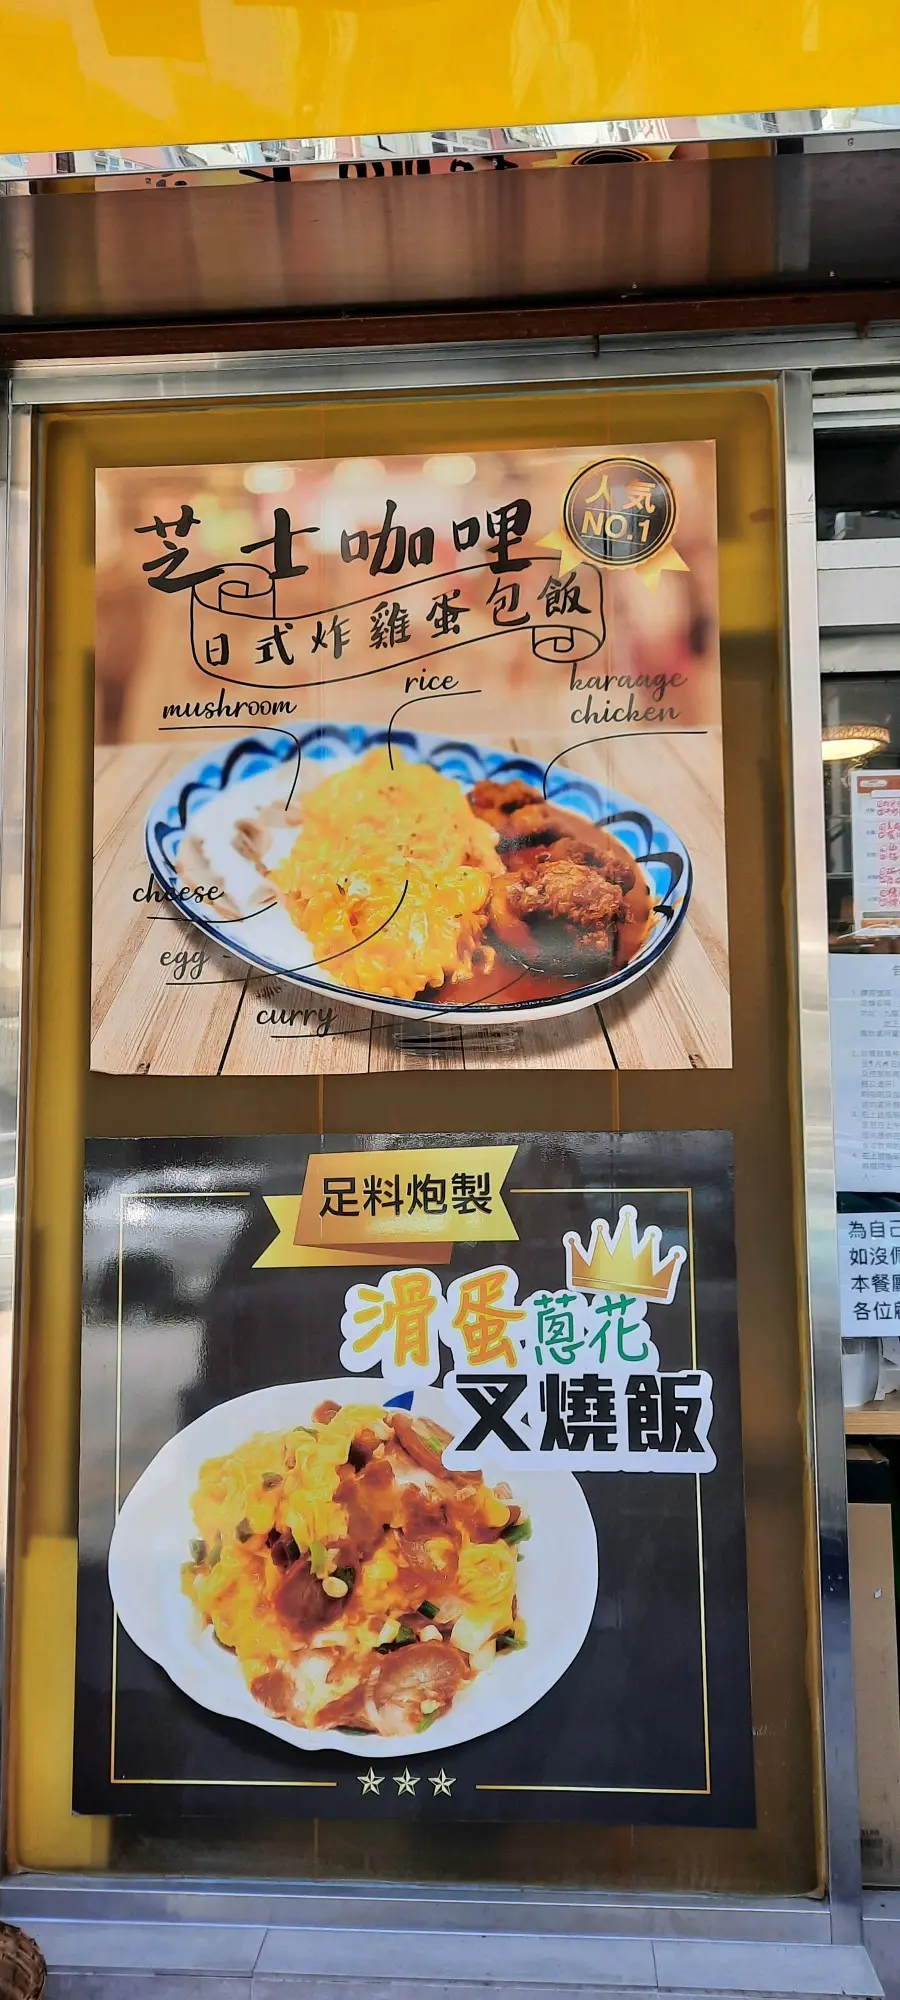 芝士咖哩
人気
NO.1
日式炸雞蛋包飯
mushroom
rice
karaage
chicken
cheese
egg
curry
足料炮製
滑蛋蔥花
叉燒飯
為自己
如沒佩
本餐廳
各位顧